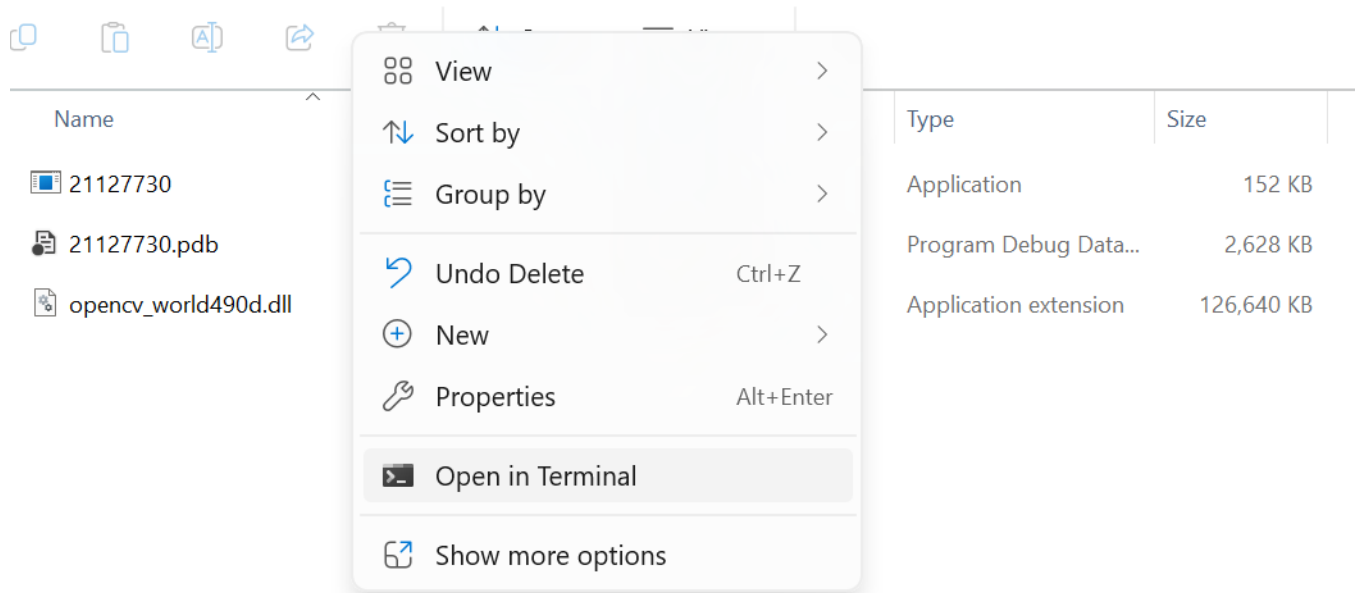 View
Name
Type
Size
Sort by
21127730
Application
152 KB
Group by
21127730.pdb
Program Debug Data...
2,628 KB
Undo Delete
Ctrl+Z
opencv_world490d.dll
Application extension
126,640 KB
New
Properties
Alt+Enter
Open in Terminal
Show more options